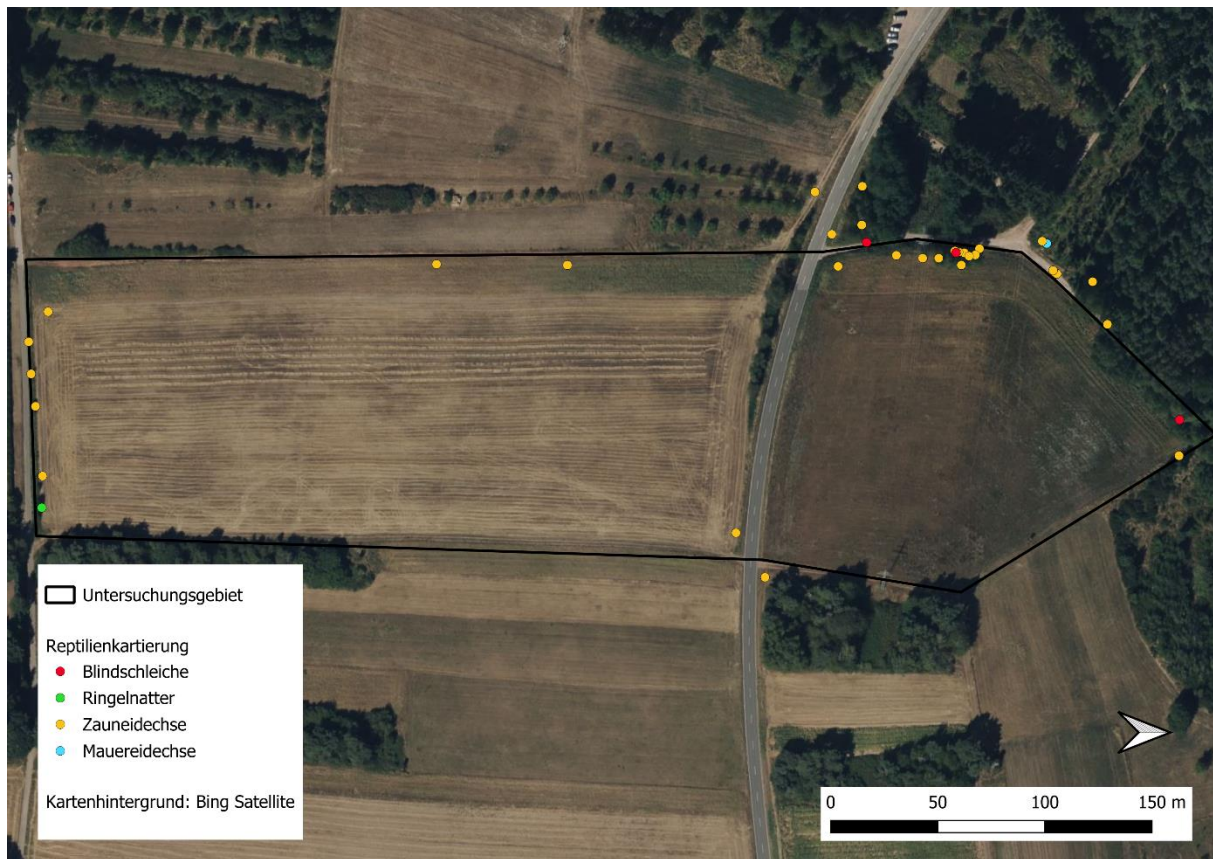 Untersuchungsgebiet
Reptilienkartierung
Blindschleiche
Ringelnatter
Zauneidechse
Mauereidechse
Kartenhintergrund: Bing Satellite
0 50 100 150 m